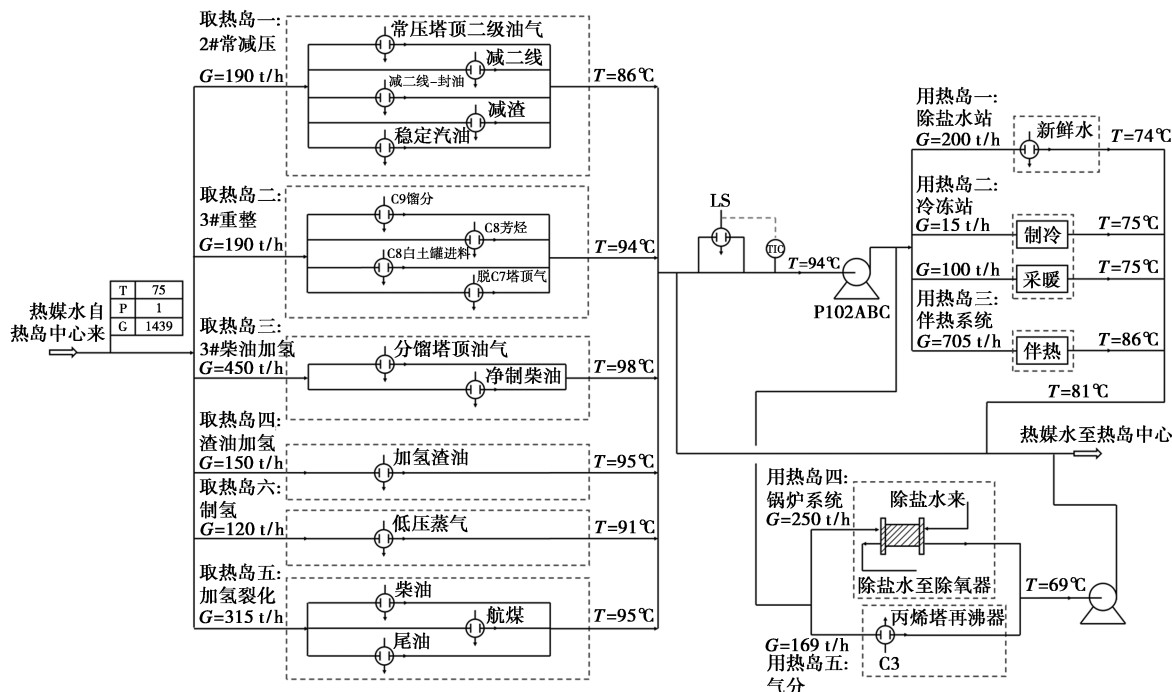 热媒水自
热岛中心来
T 75
P 1
G 1439
取热岛一:
2#常减压
G=190 t/h
常压塔顶二级油气
减二线
减二线-封油
减渣
稳定汽油
T=86℃
取热岛二:
3#重整
G=190 t/h
C9馏分
C8芳烃
C8白土罐进料
脱C7塔顶气
T=94℃
取热岛三:
3#柴油加氢
G=450 t/h
分馏塔顶油气
净制柴油
T=98℃
取热岛四:
渣油加氢
G=150 t/h
加氢渣油
T=95℃
取热岛六:
制氢
G=120 t/h
低压蒸气
T=91℃
取热岛五:
加氢裂化
G=315 t/h
柴油
航煤
尾油
T=95℃
LS
TIC
T=94℃
P102ABC
用热岛一:
除盐水站
G=200 t/h
新鲜水
T=74℃
用热岛二:
冷冻站
G=15 t/h
制冷
T=75℃
G=100 t/h
采暖
T=75℃
用热岛三:
伴热系统
G=705 t/h
伴热
T=86℃
T=81℃
热媒水至热岛中心
用热岛四:
锅炉系统
G=250 t/h
除盐水来
除盐水至除氧器
T=69℃
丙烯塔再沸器
C3
G=169 t/h
用热岛五:
气分